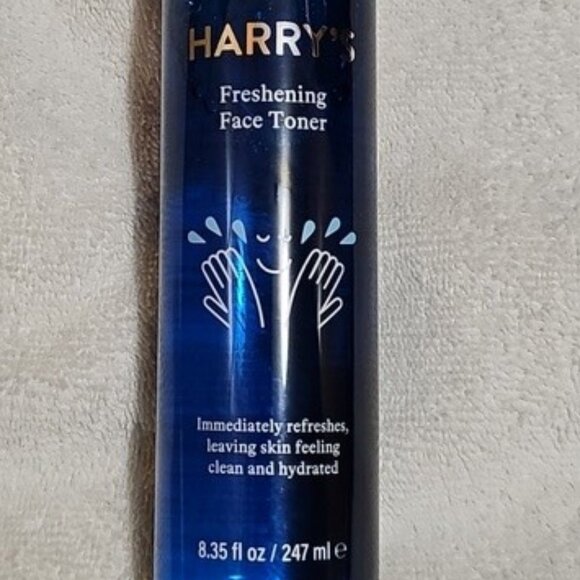 HARRY'S
Freshening
Face Toner
Immediately refreshes,
leaving skin feeling
clean and hydrated
8.35 fl oz / 247 ml ℮